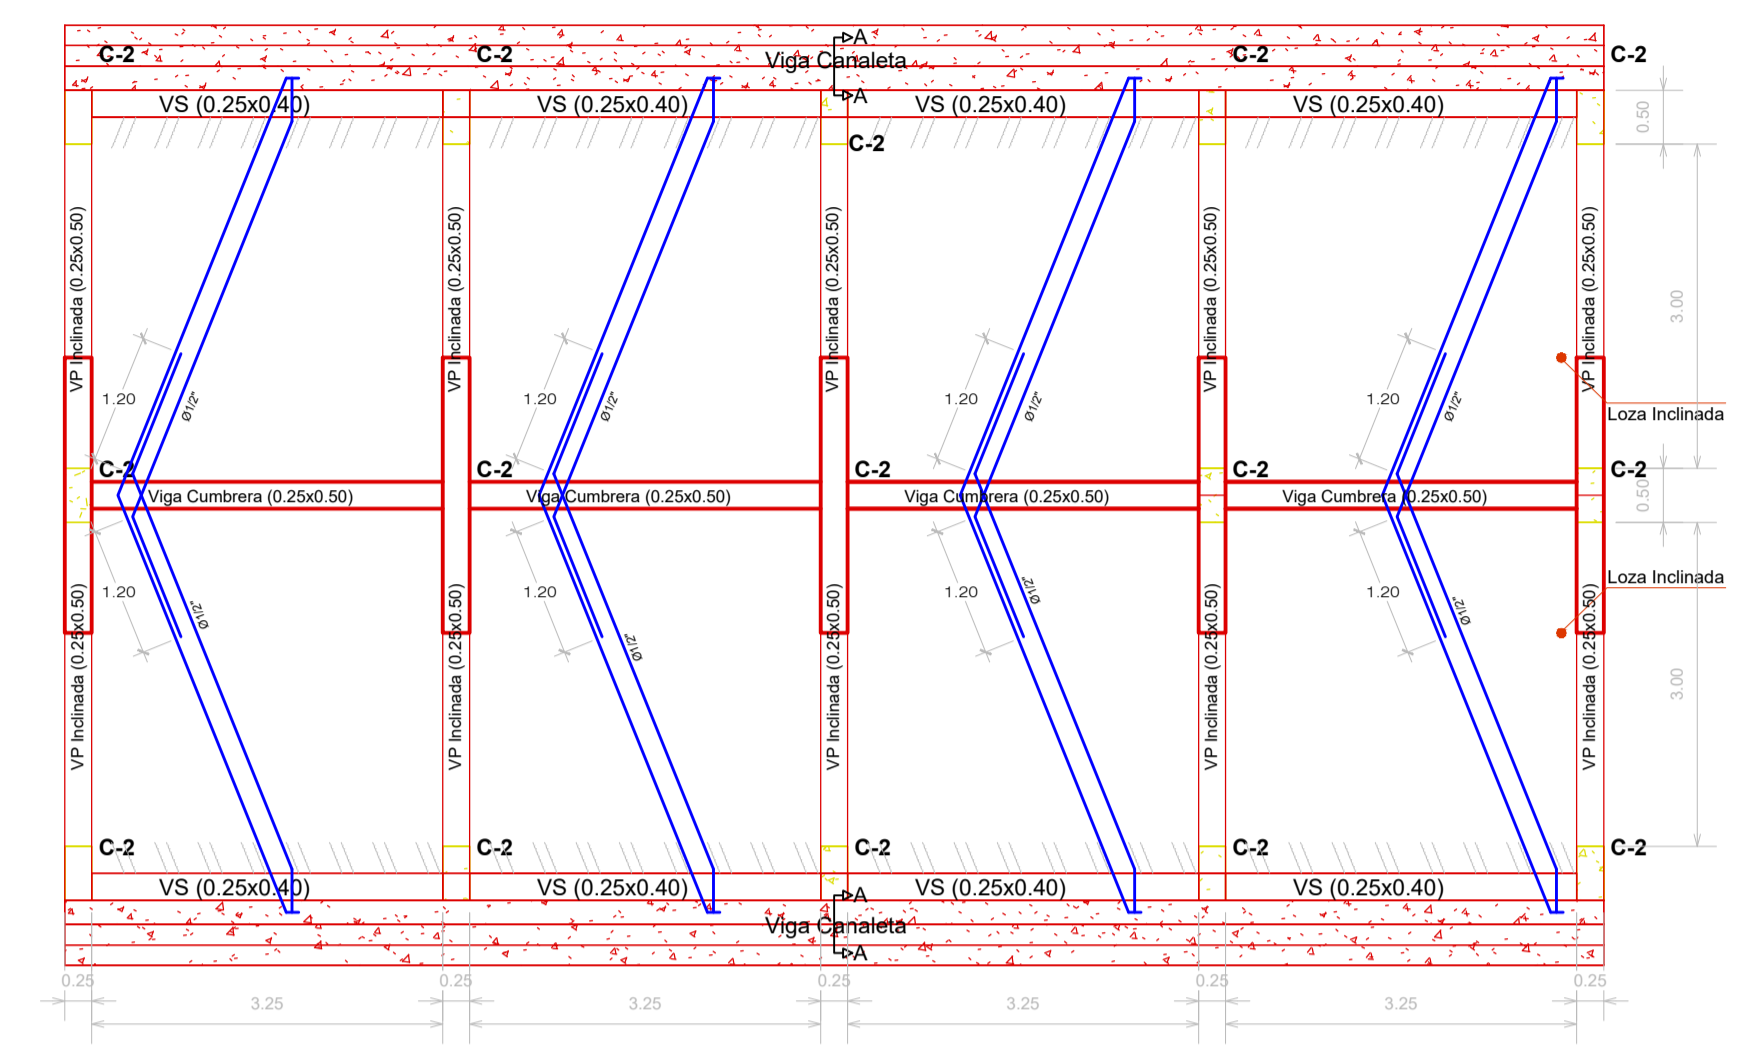 A
C-2 C-2 C-2 C-2
Viga Canaleta
A
VS (0.25x0.40) VS (0.25x0.40) VS (0.25x0.40) VS (0.25x0.40)
0.50
C-2
VP Inclinada (0.25x0.50) VP Inclinada (0.25x0.50) VP Inclinada (0.25x0.50) VP Inclinada (0.25x0.50) VP Inclinada (0.25x0.50)
3.00
1.20 Ø1/2" 1.20 Ø1/2" 1.20 Ø1/2" 1.20 Ø1/2"
Loza Inclinada
C-2 C-2 C-2 C-2 C-2
Viga Cumbrera (0.25x0.50) Viga Cumbrera (0.25x0.50) Viga Cumbrera (0.25x0.50) Viga Cumbrera (0.25x0.50)
0.50
Loza Inclinada
1.20 Ø1/2" 1.20 Ø1/2" 1.20 Ø1/2" 1.20 Ø1/2"
VP Inclinada (0.25x0.50) VP Inclinada (0.25x0.50) VP Inclinada (0.25x0.50) VP Inclinada (0.25x0.50) VP Inclinada (0.25x0.50)
3.00
C-2 C-2 C-2 C-2 C-2
VS (0.25x0.40) VS (0.25x0.40) VS (0.25x0.40) VS (0.25x0.40)
A
Viga Canaleta
A
0.25 0.25 0.25 0.25 0.25
3.25 3.25 3.25 3.25